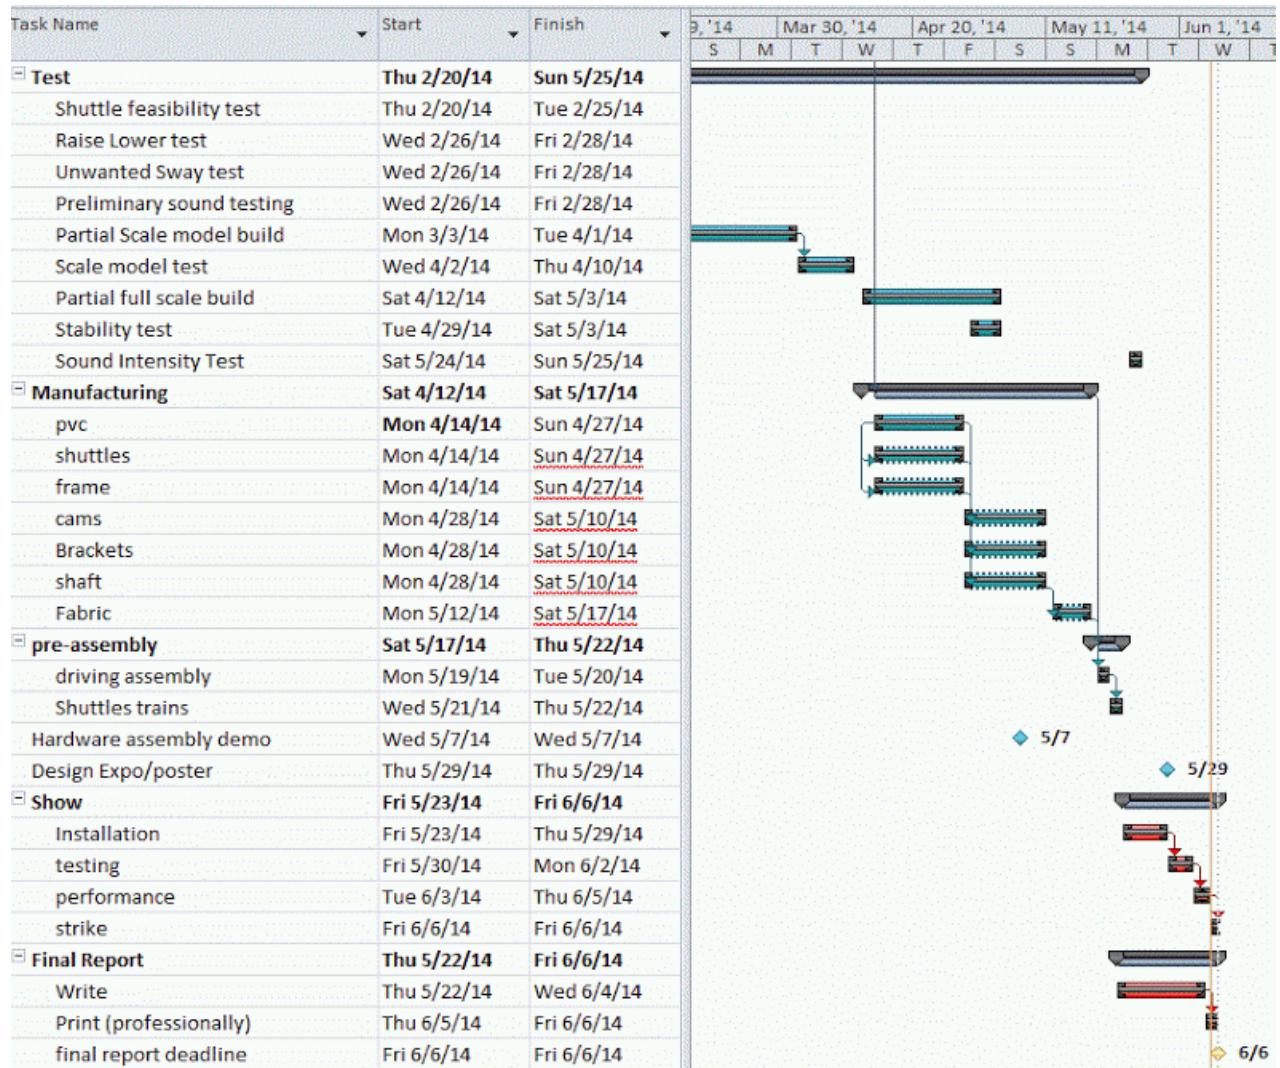 Task Name Start Finish 9, '14 Mar 30, '14 Apr 20, '14 May 11, '14 Jun 1, '14
S M T W T F S S M T W T
Test Thu 2/20/14 Sun 5/25/14
Shuttle feasibility test Thu 2/20/14 Tue 2/25/14
Raise Lower test Wed 2/26/14 Fri 2/28/14
Unwanted Sway test Wed 2/26/14 Fri 2/28/14
Preliminary sound testing Wed 2/26/14 Fri 2/28/14
Partial Scale model build Mon 3/3/14 Tue 4/1/14
Scale model test Wed 4/2/14 Thu 4/10/14
Partial full scale build Sat 4/12/14 Sat 5/3/14
Stability test Tue 4/29/14 Sat 5/3/14
Sound Intensity Test Sat 5/24/14 Sun 5/25/14
Manufacturing Sat 4/12/14 Sat 5/17/14
pvc Mon 4/14/14 Sun 4/27/14
shuttles Mon 4/14/14 Sun 4/27/14
frame Mon 4/14/14 Sun 4/27/14
cams Mon 4/28/14 Sat 5/10/14
Brackets Mon 4/28/14 Sat 5/10/14
shaft Mon 4/28/14 Sat 5/10/14
Fabric Mon 5/12/14 Sat 5/17/14
pre-assembly Sat 5/17/14 Thu 5/22/14
driving assembly Mon 5/19/14 Tue 5/20/14
Shuttles trains Wed 5/21/14 Thu 5/22/14
Hardware assembly demo Wed 5/7/14 Wed 5/7/14 5/7
Design Expo/poster Thu 5/29/14 Thu 5/29/14 5/29
Show Fri 5/23/14 Fri 6/6/14
Installation Fri 5/23/14 Thu 5/29/14
testing Fri 5/30/14 Mon 6/2/14
performance Tue 6/3/14 Thu 6/5/14
strike Fri 6/6/14 Fri 6/6/14
Final Report Thu 5/22/14 Fri 6/6/14
Write Thu 5/22/14 Wed 6/4/14
Print (professionally) Thu 6/5/14 Fri 6/6/14
final report deadline Fri 6/6/14 Fri 6/6/14 6/6